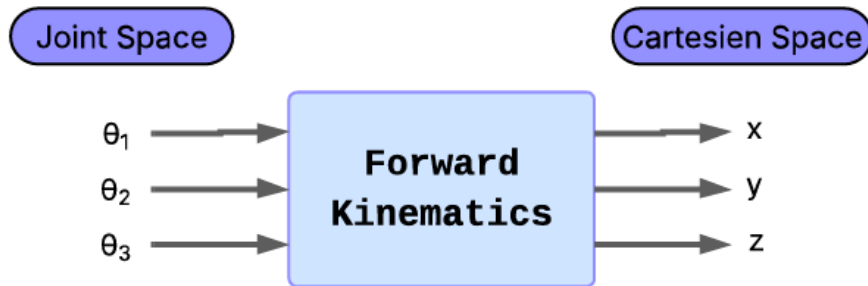 Joint Space
Cartesien Space
θ1
x
Forward
Kinematics
θ2
y
θ3
z